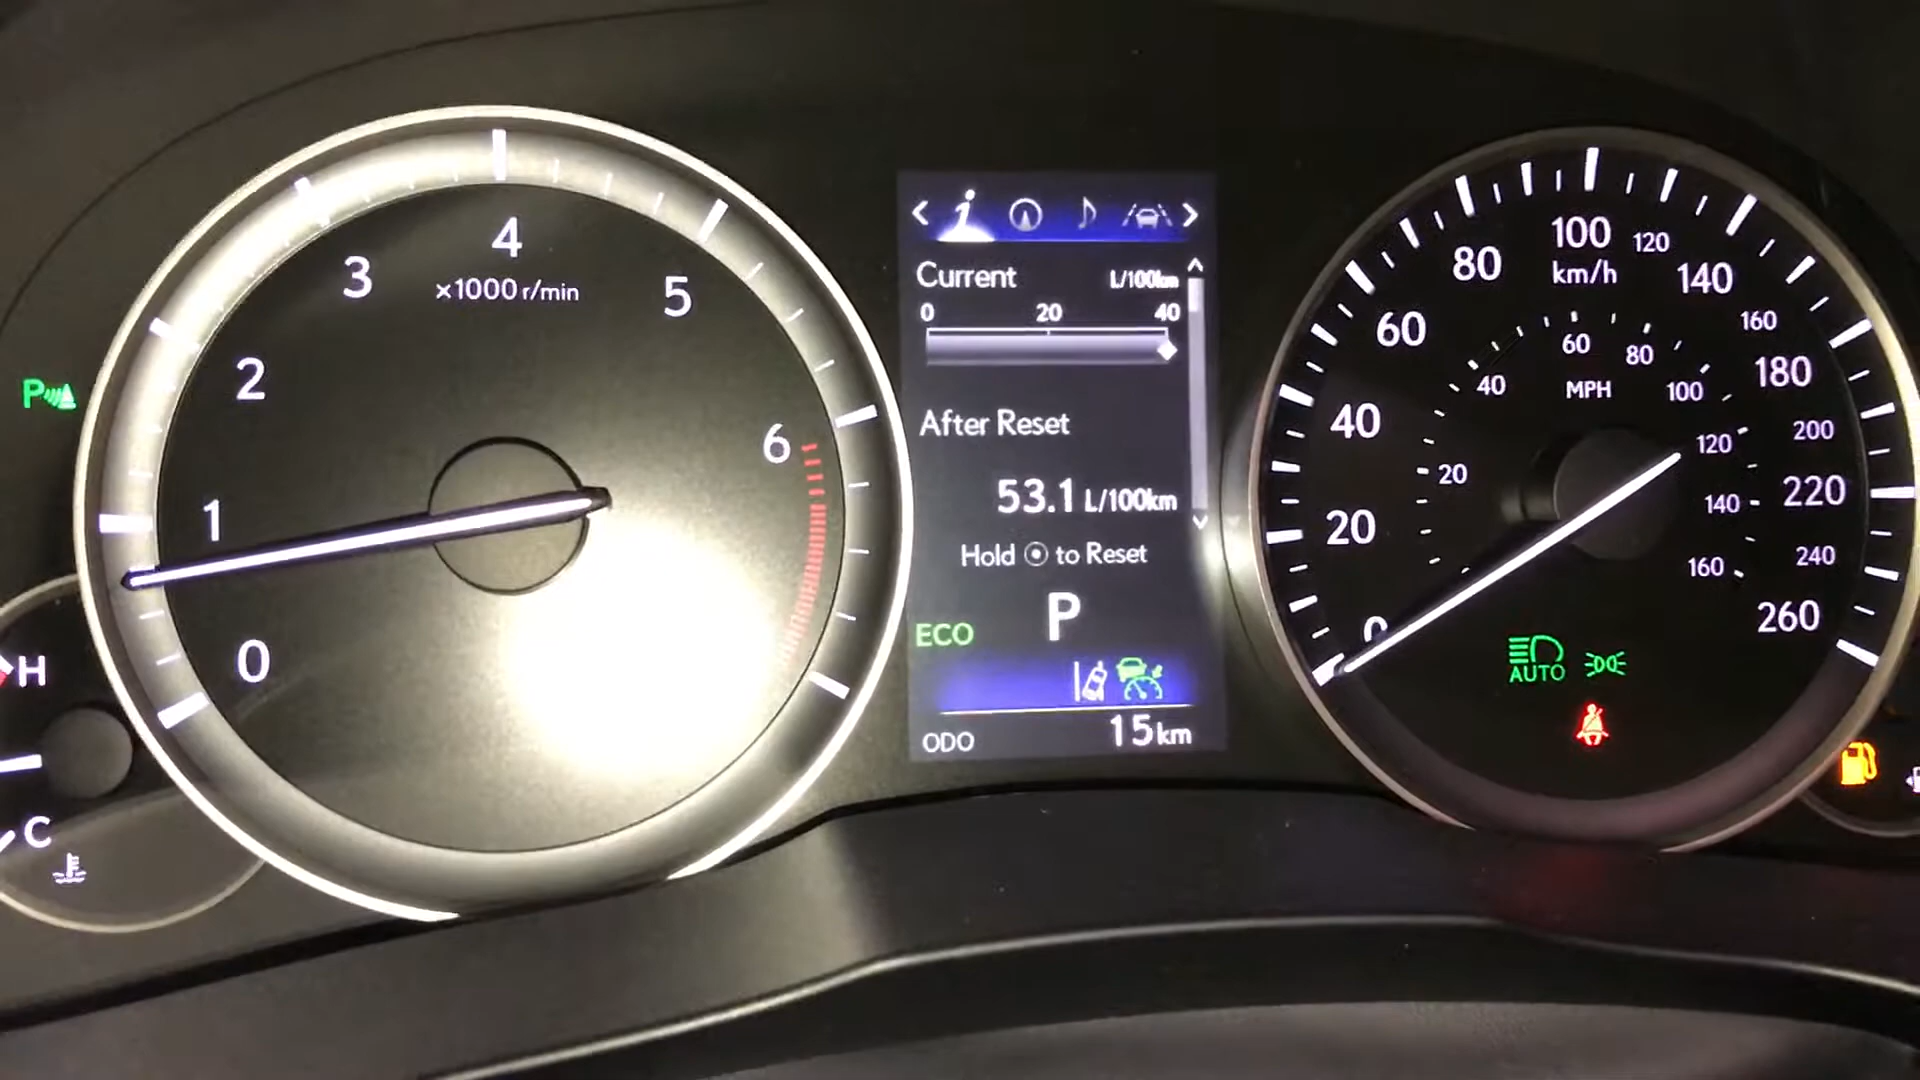 4
3
×1000 r/min
5
2
6
1
0
P
H
C
Current L/100km
0 20 40
After Reset
53.1 L/100km
Hold to Reset
P
ECO
ODO 15 km
100
km/h
120
80
140
60
160
60
80
40
MPH
100
180
40
120
200
20
140
220
20
160
240
0
260
AUTO